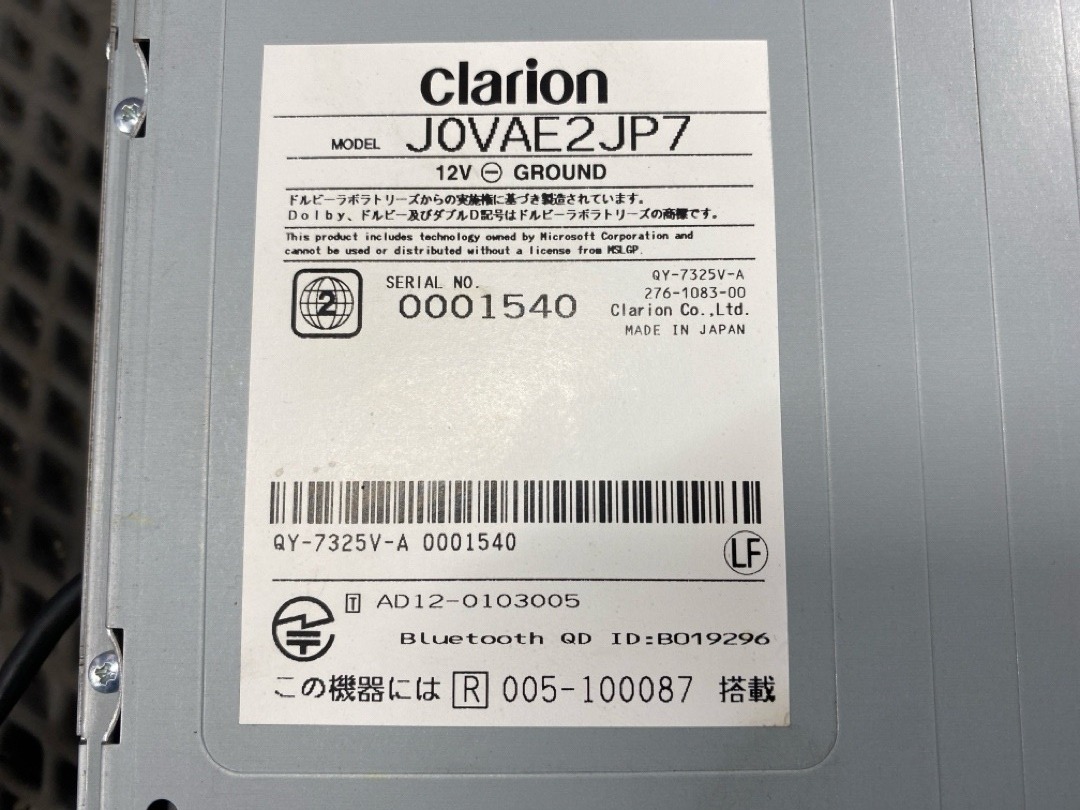 clarion
MODEL J0VAE2JP7
12V ⊖ GROUND
ドルビーラボラトリーズからの実施権に基づき製造されています。
Dolby、ドルビー及びダブルD記号はドルビーラボラトリーズの商標です。
This product includes technology owned by Microsoft Corporation and
cannot be used or distributed without a license from MSLGP.
2
SERIAL NO.
0001540
QY-7325V-A
276-1083-00
Clarion Co.,Ltd.
MADE IN JAPAN
QY-7325V-A 0001540
LF
T AD12-0103005
Bluetooth QD ID:B019296
この機器には R 005-100087 搭載